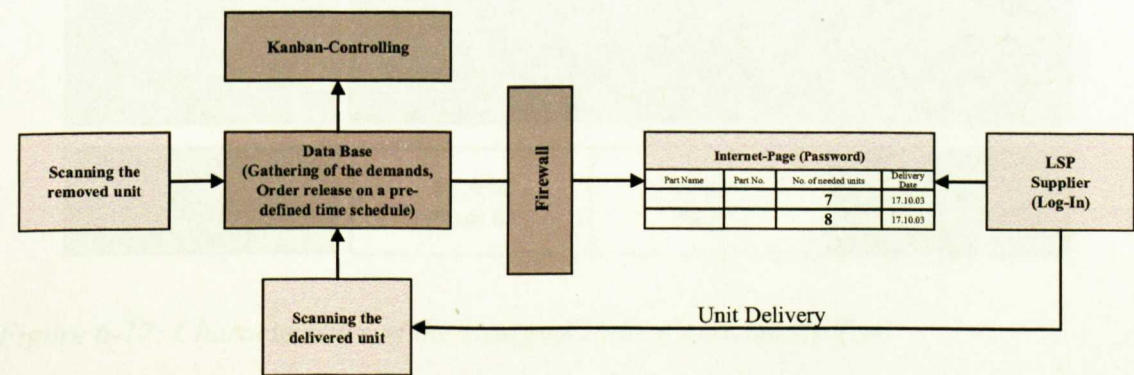 Kanban-Controlling
Scanning the
removed unit
Data Base
(Gathering of the demands,
Order release on a pre-
defined time schedule)
Firewall
Internet-Page (Password)
Part Name Part No. No. of needed units Delivery
Date
7 17.10.03
8 17.10.03
LSP
Supplier
(Log-In)
Scanning the
delivered unit
Unit Delivery